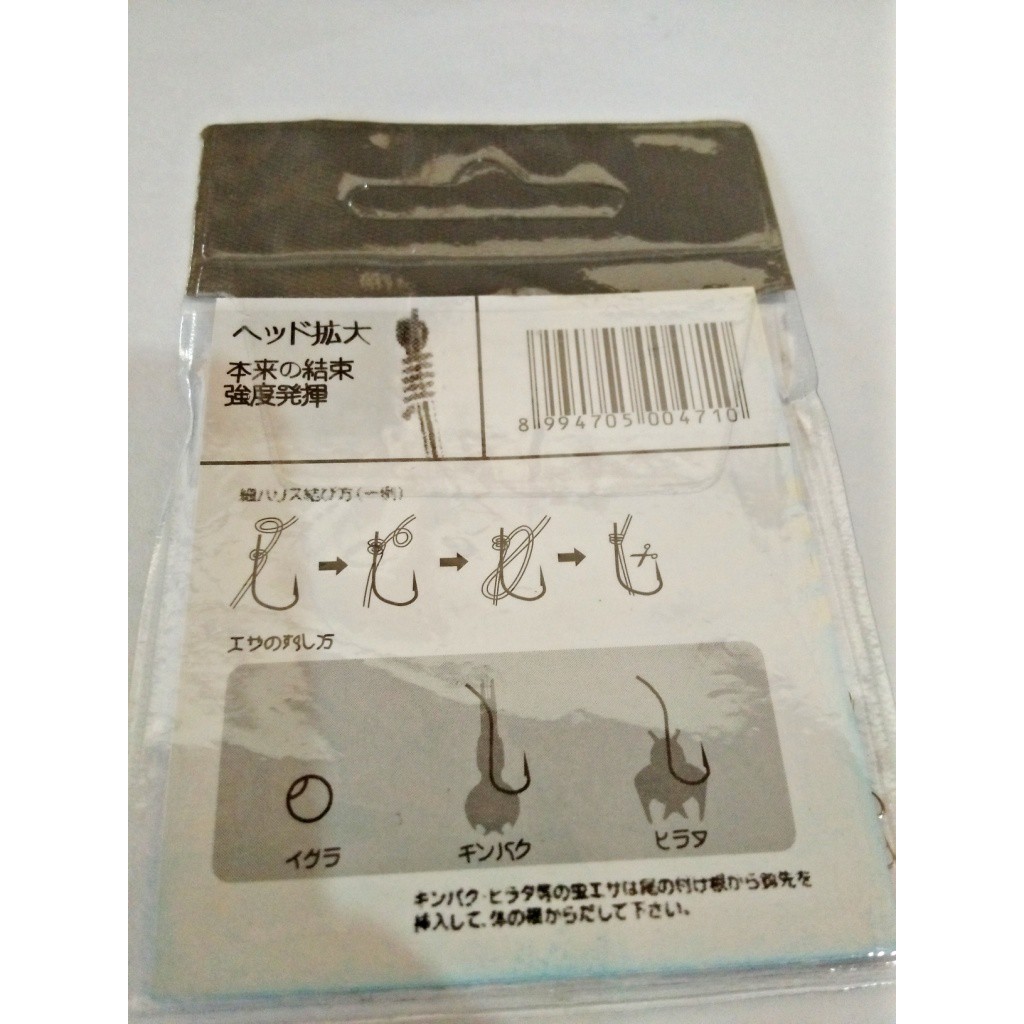 ヘッド拡大
本来の結束
強度発揮
8 994705 004710
細ハリス結び方(一例)
エサの刺し方
イクラ
キンパク
ヒラタ
キンパク・ヒラタ等の虫エサは尾の付け根から鈎先を
挿入して、体の横からだして下さい。